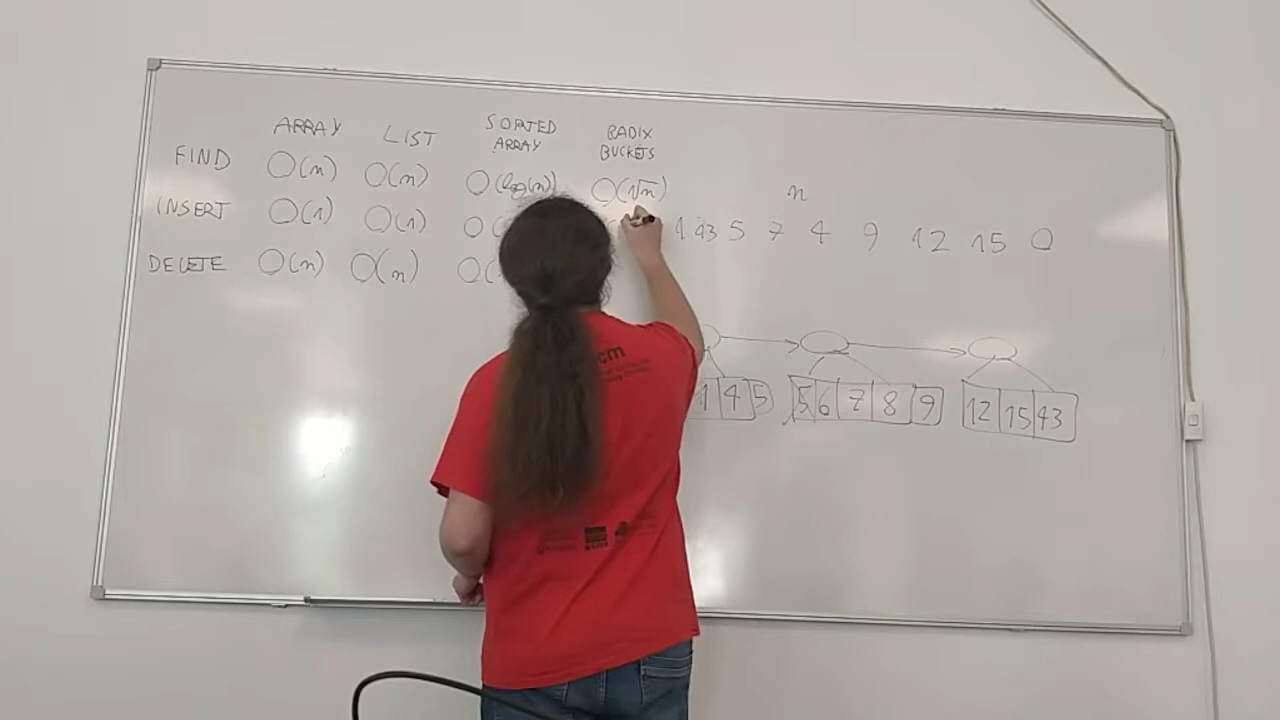 ARRAY LIST SORTED ARRAY RADIX BUCKETS
FIND O(n) O(n) O(log(n)) O(√n)
n
INSERT O(1) O(1) O( 1 43 5 7 4 9 12 15 0
DELETE O(n) O(n) O(
1 4 5 5 6 7 8 9 12 15 43
cm